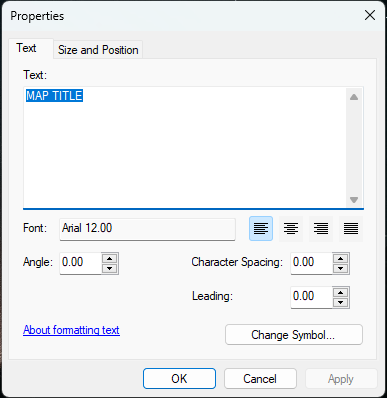 Properties
Text
Size and Position
Text:
MAP TITLE
Font:
Arial 12.00
Angle:
0.00
Character Spacing:
0.00
Leading:
0.00
About formatting text
Change Symbol...
OK
Cancel
Apply